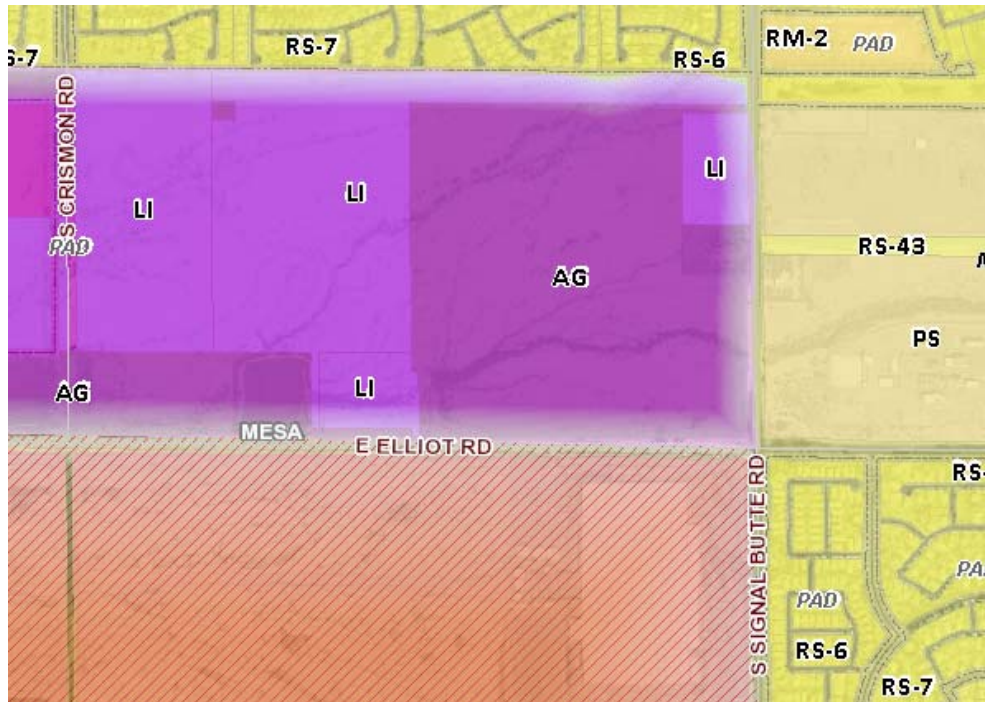 RS-7
RM-2
PAD
S-7
RS-6
S CRISMON RD
LI
LI
LI
PAD
RS-43
AG
PS
AG
LI
MESA
E ELLIOT RD
S SIGNAL BUTTE RD
RS-
PA
PAD
RS-6
RS-7